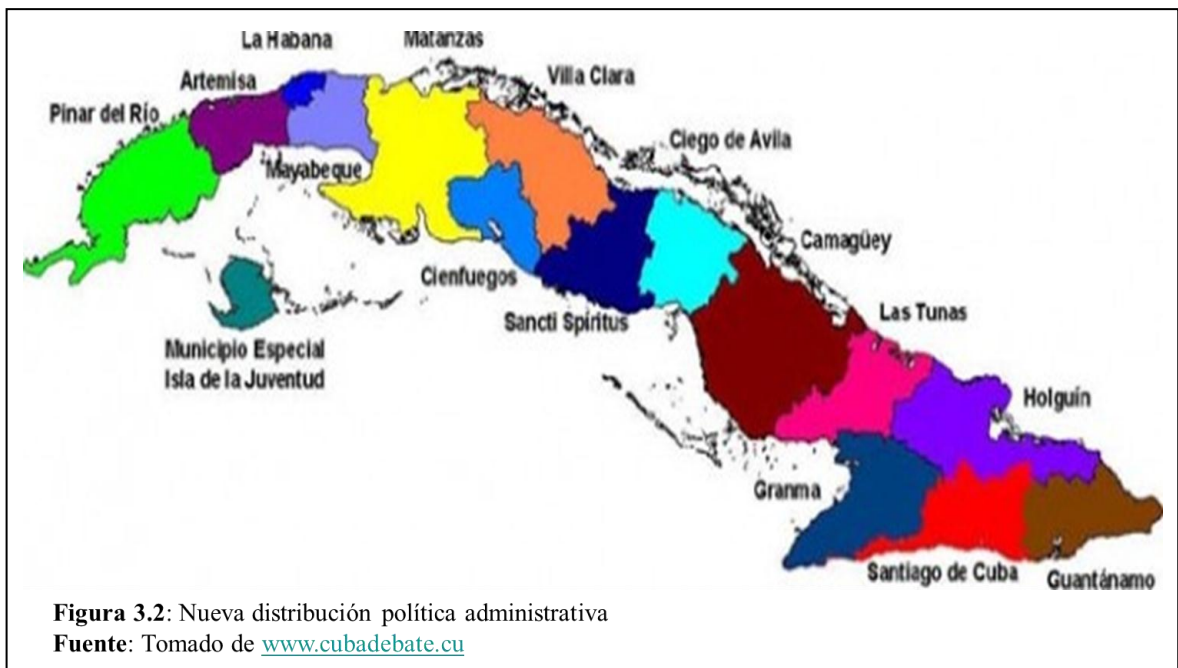 La Habana
Matanzas
Artemisa
Villa Clara
Pinar del Río
Ciego de Avila
Mayabeque
Camagüey
Cienfuegos
Las Tunas
Sancti Spíritus
Municipio Especial
Isla de la Juventud
Holguín
Granma
Santiago de Cuba
Guantánamo
Figura 3.2: Nueva distribución política administrativa
Fuente: Tomado de www.cubadebate.cu